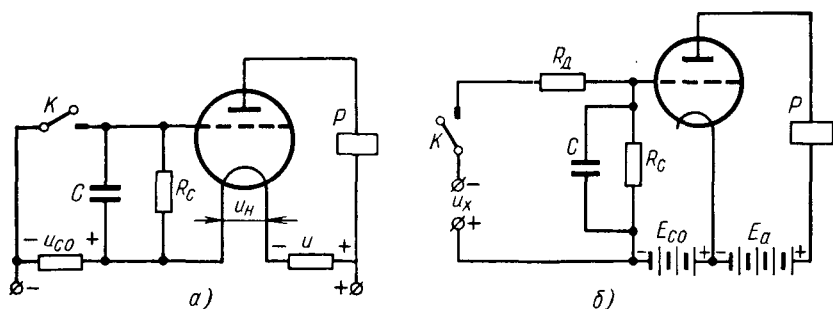 K
C
R_C
P
u_н
− u_co +
− u +
−
+
а)
R_Д
K
C
R_C
P
−
u_x
+
− E_co + − E_a +
б)